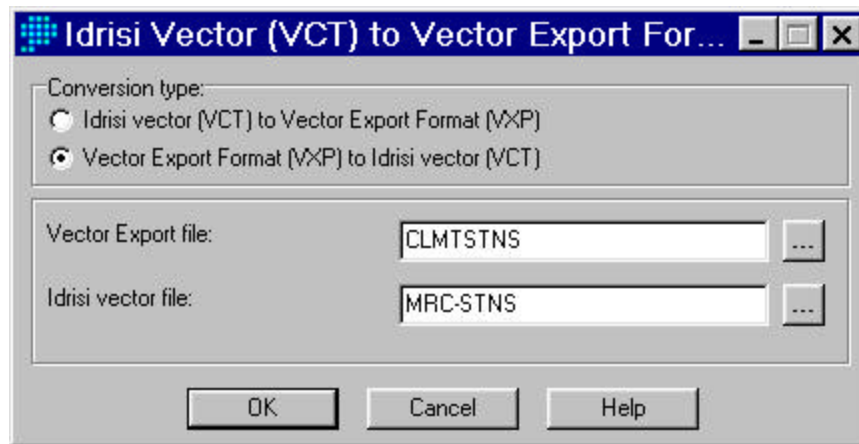 Idrisi Vector (VCT) to Vector Export For...
Conversion type:
Idrisi vector (VCT) to Vector Export Format (VXP)
Vector Export Format (VXP) to Idrisi vector (VCT)
Vector Export file:
CLMTSTNS
...
Idrisi vector file:
MRC-STNS
...
OK
Cancel
Help